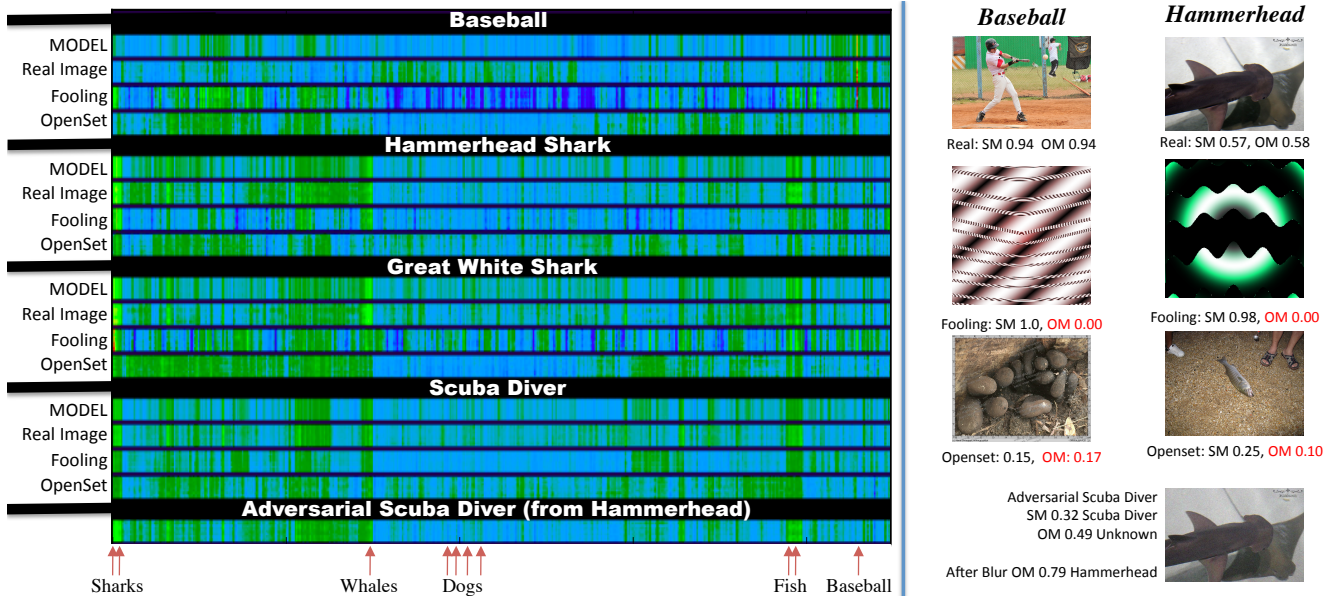 Baseball
MODEL
Real Image
Fooling
OpenSet
Hammerhead Shark
MODEL
Real Image
Fooling
OpenSet
Great White Shark
MODEL
Real Image
Fooling
OpenSet
Scuba Diver
MODEL
Real Image
Fooling
OpenSet
Adversarial Scuba Diver (from Hammerhead)
Sharks Whales Dogs Fish Baseball
Baseball Hammerhead
Real: SM 0.94 OM 0.94
Real: SM 0.57, OM 0.58
Fooling: SM 1.0, OM 0.00
Fooling: SM 0.98, OM 0.00
Openset: 0.15, OM: 0.17
Openset: SM 0.25, OM 0.10
Adversarial Scuba Diver
SM 0.32 Scuba Diver
OM 0.49 Unknown
After Blur OM 0.79 Hammerhead